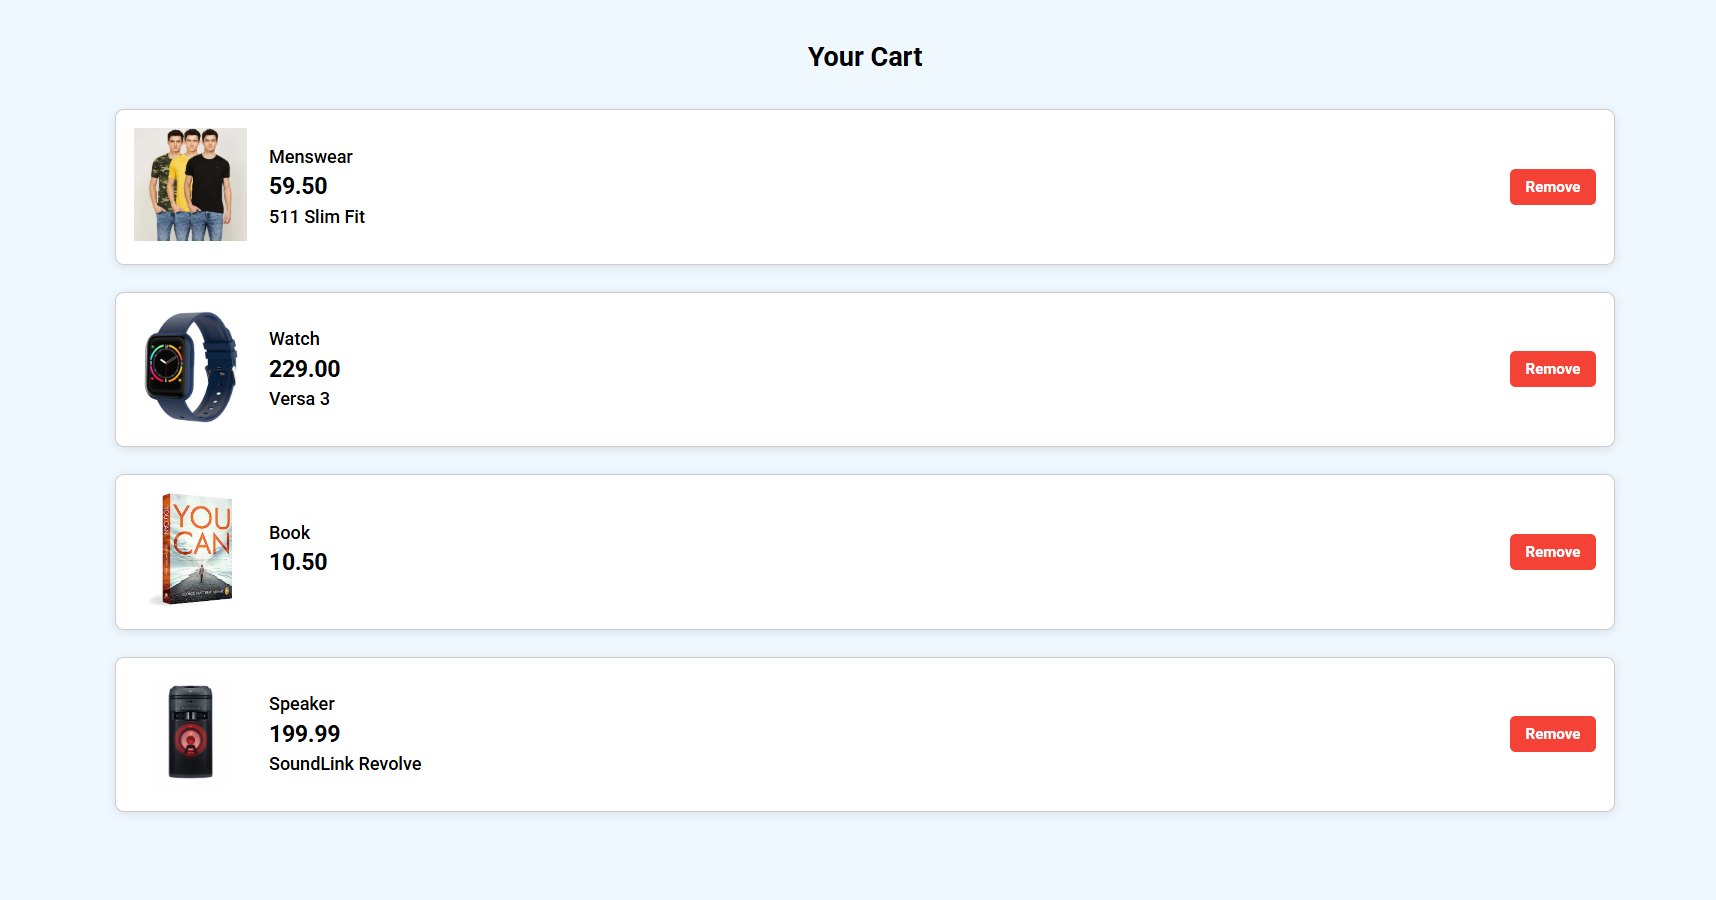 Your Cart
Menswear
59.50
511 Slim Fit
Remove
Watch
229.00
Versa 3
Remove
YOU
CAN
Book
10.50
Remove
Speaker
199.99
SoundLink Revolve
Remove